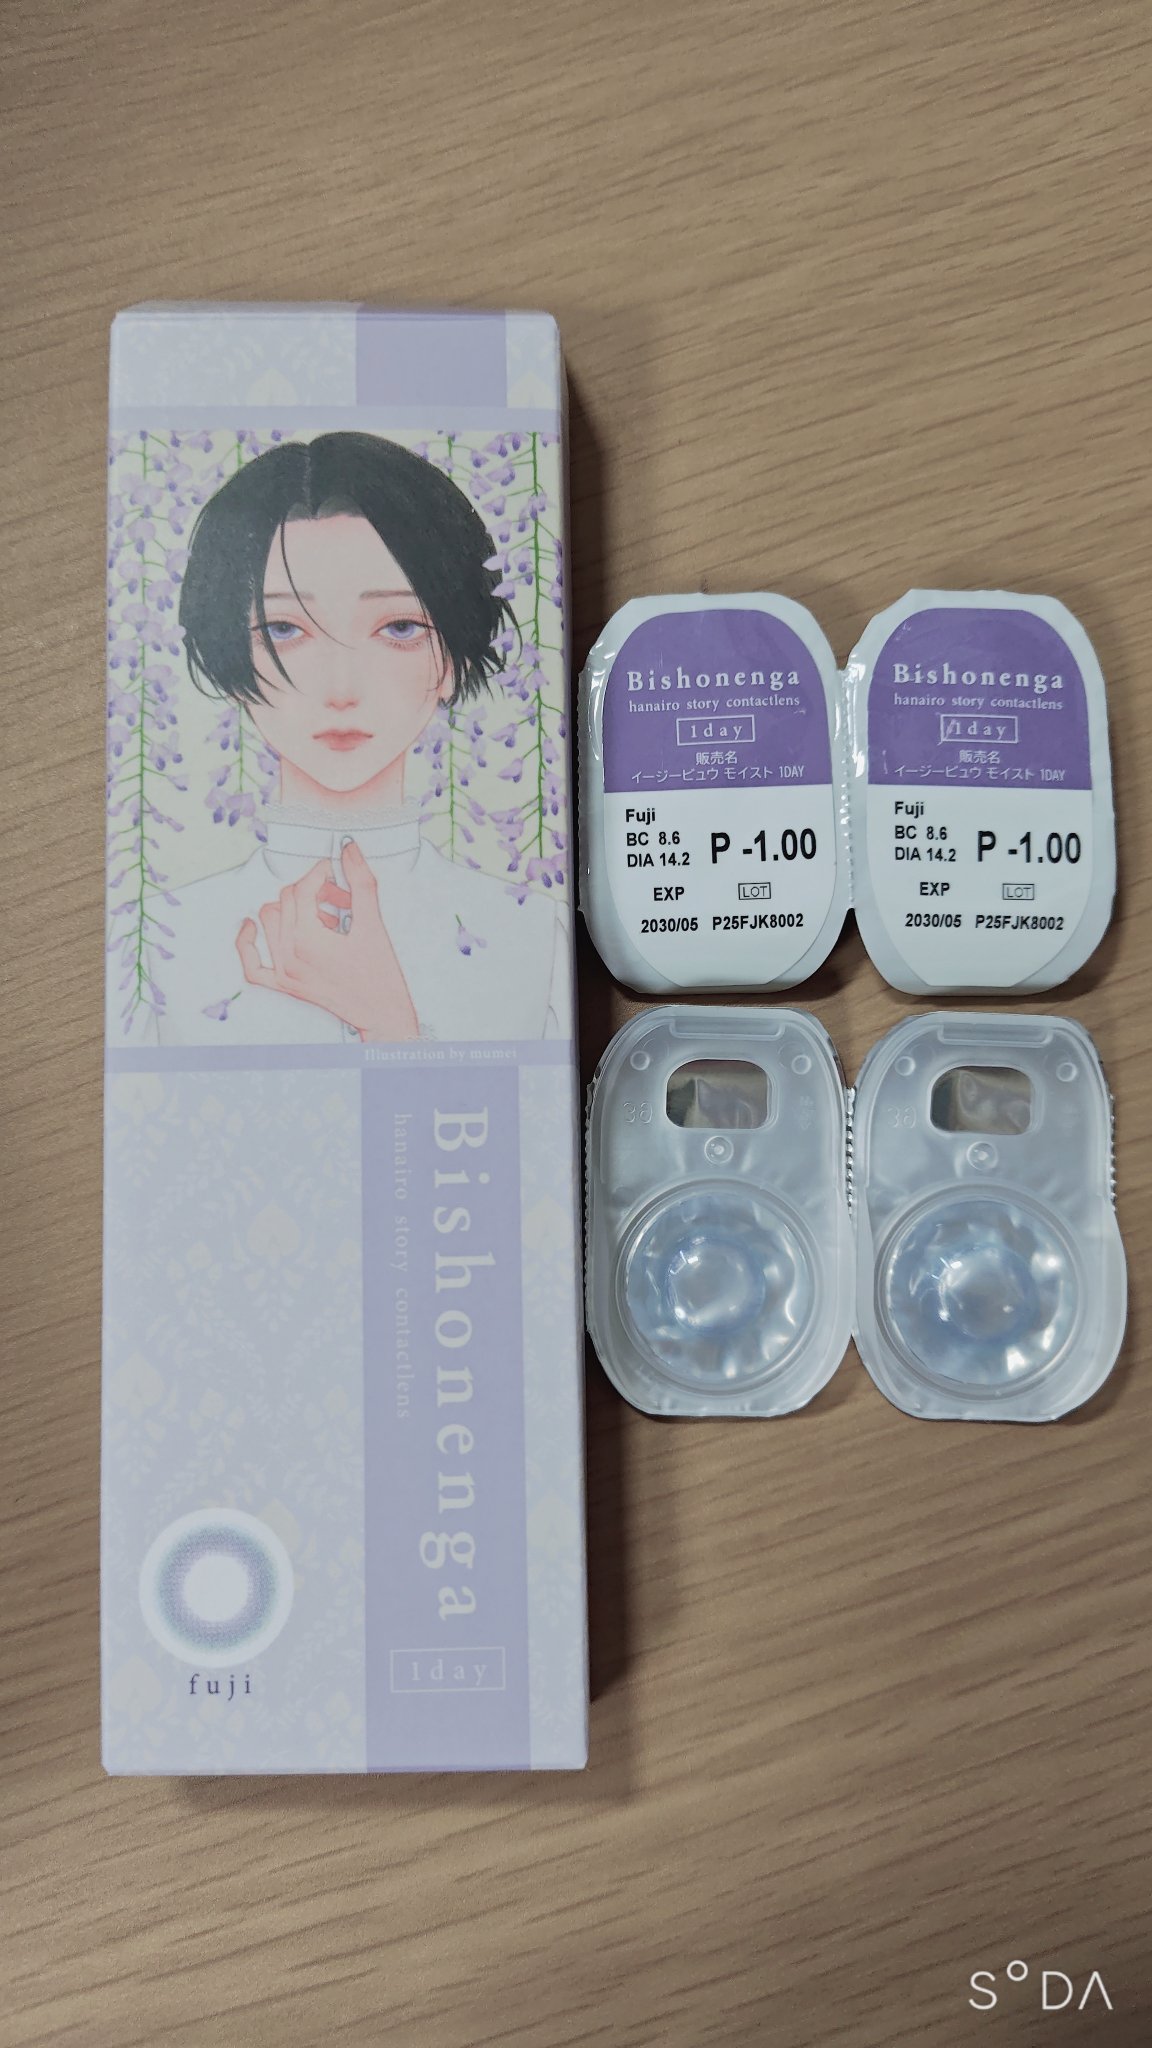 Illustration by mumei
Bishonenga
hanairo story contactlens
1day
fuji
Bishonenga
hanairo story contactlens
1day
販売名
イージービュウ モイスト 1DAY
Fuji
BC 8.6
DIA 14.2
P -1.00
EXP
LOT
2030/05 P25FJK8002
Bishonenga
hanairo story contactlens
1day
販売名
イージービュウ モイスト 1DAY
Fuji
BC 8.6
DIA 14.2
P -1.00
EXP
LOT
2030/05 P25FJK8002
36
36
SODA